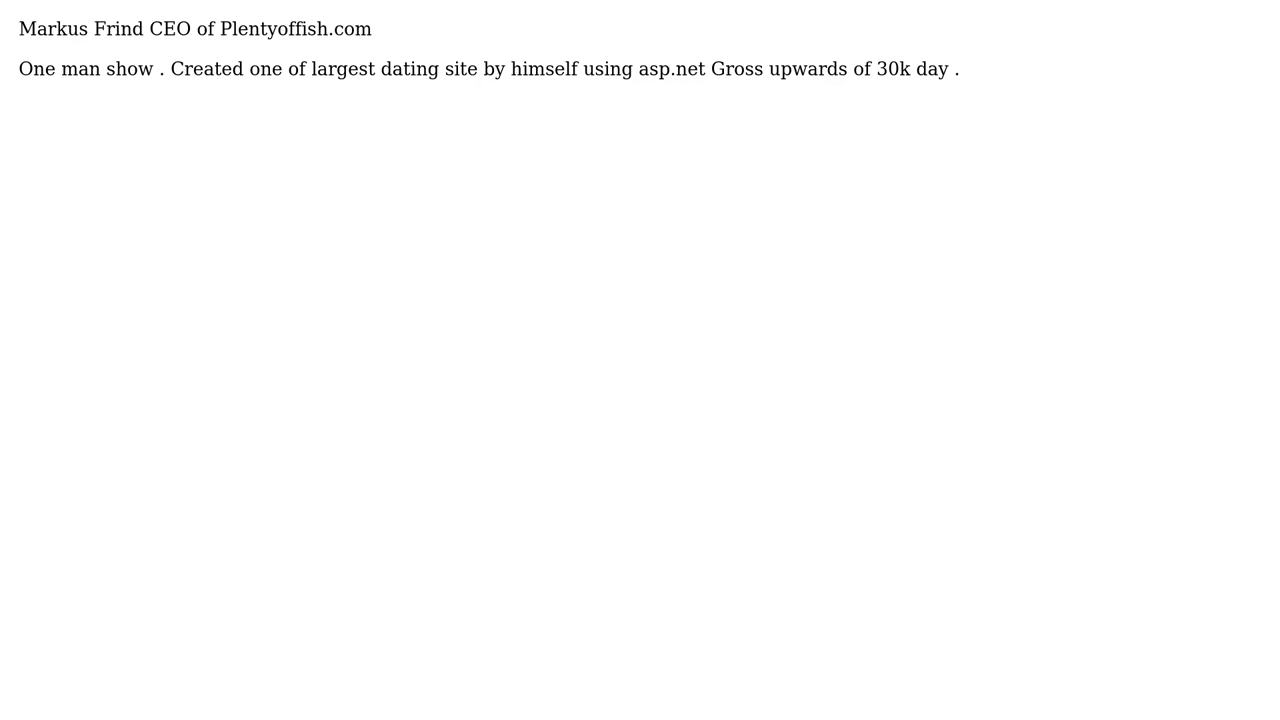 Markus Frind CEO of Plentyoffish.com
One man show . Created one of largest dating site by himself using asp.net Gross upwards of 30k day .